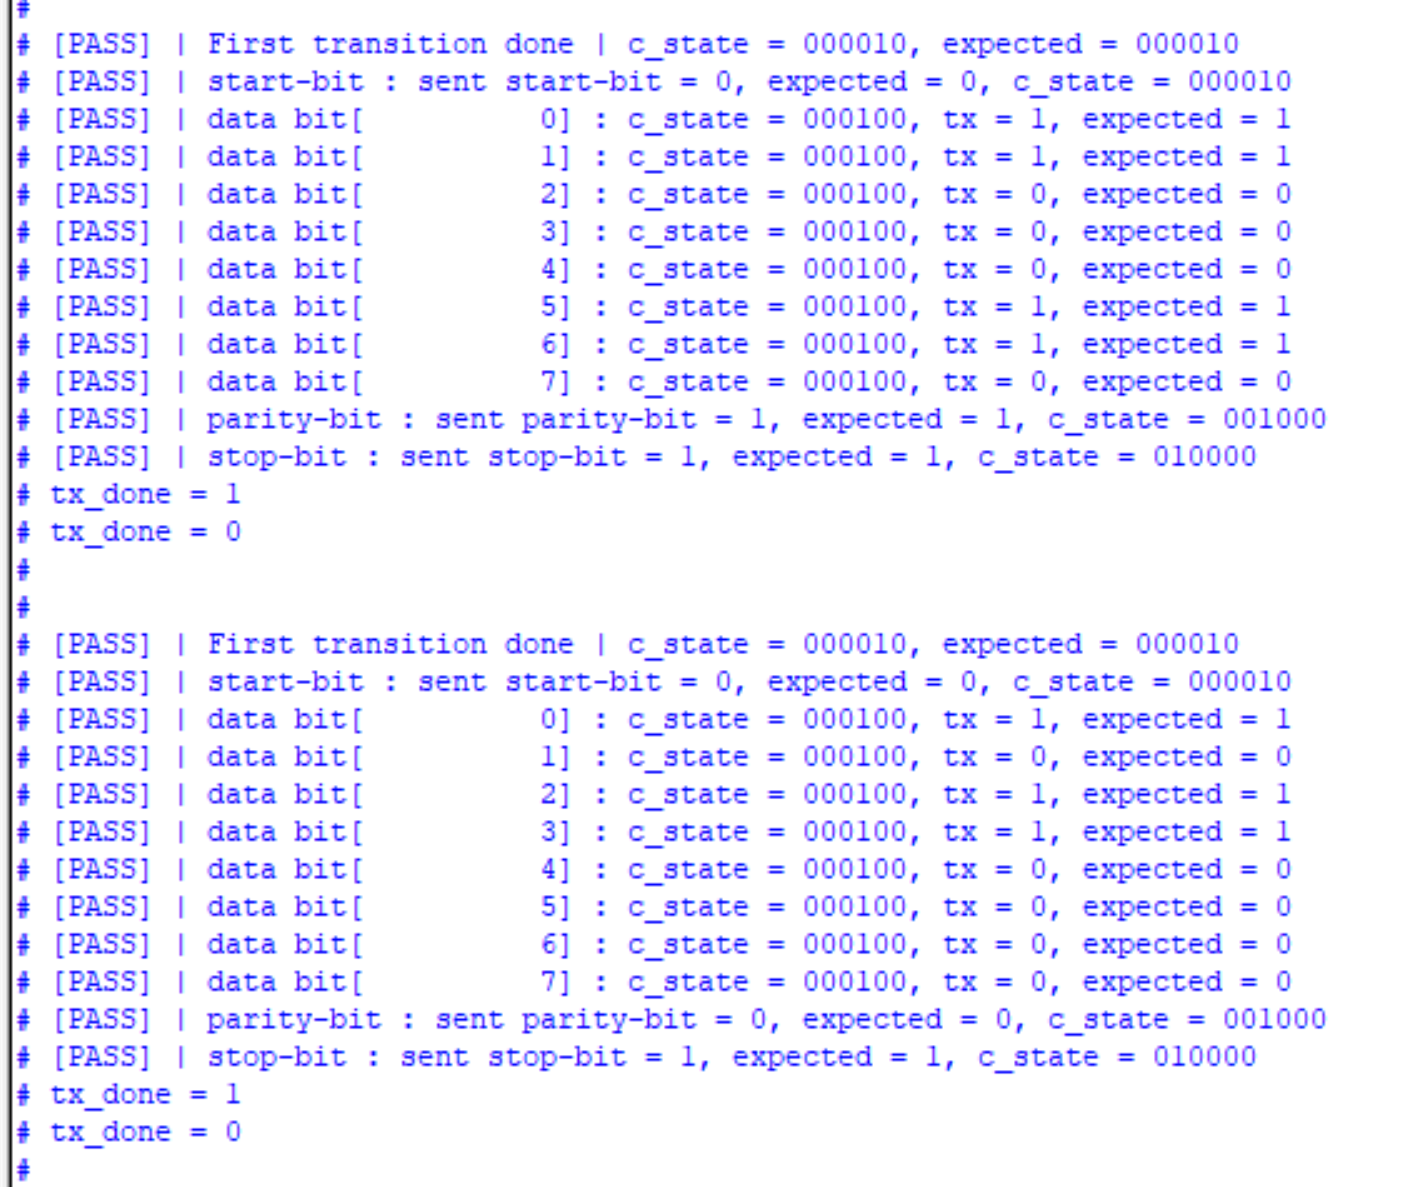 #
# [PASS] | First transition done | c_state = 000010, expected = 000010
# [PASS] | start-bit : sent start-bit = 0, expected = 0, c_state = 000010
# [PASS] | data bit[          0] : c_state = 000100, tx = 1, expected = 1
# [PASS] | data bit[          1] : c_state = 000100, tx = 1, expected = 1
# [PASS] | data bit[          2] : c_state = 000100, tx = 0, expected = 0
# [PASS] | data bit[          3] : c_state = 000100, tx = 0, expected = 0
# [PASS] | data bit[          4] : c_state = 000100, tx = 0, expected = 0
# [PASS] | data bit[          5] : c_state = 000100, tx = 1, expected = 1
# [PASS] | data bit[          6] : c_state = 000100, tx = 1, expected = 1
# [PASS] | data bit[          7] : c_state = 000100, tx = 0, expected = 0
# [PASS] | parity-bit : sent parity-bit = 1, expected = 1, c_state = 001000
# [PASS] | stop-bit : sent stop-bit = 1, expected = 1, c_state = 010000
# tx_done = 1
# tx_done = 0
#
#
# [PASS] | First transition done | c_state = 000010, expected = 000010
# [PASS] | start-bit : sent start-bit = 0, expected = 0, c_state = 000010
# [PASS] | data bit[          0] : c_state = 000100, tx = 1, expected = 1
# [PASS] | data bit[          1] : c_state = 000100, tx = 0, expected = 0
# [PASS] | data bit[          2] : c_state = 000100, tx = 1, expected = 1
# [PASS] | data bit[          3] : c_state = 000100, tx = 1, expected = 1
# [PASS] | data bit[          4] : c_state = 000100, tx = 0, expected = 0
# [PASS] | data bit[          5] : c_state = 000100, tx = 0, expected = 0
# [PASS] | data bit[          6] : c_state = 000100, tx = 0, expected = 0
# [PASS] | data bit[          7] : c_state = 000100, tx = 0, expected = 0
# [PASS] | parity-bit : sent parity-bit = 0, expected = 0, c_state = 001000
# [PASS] | stop-bit : sent stop-bit = 1, expected = 1, c_state = 010000
# tx_done = 1
# tx_done = 0
#